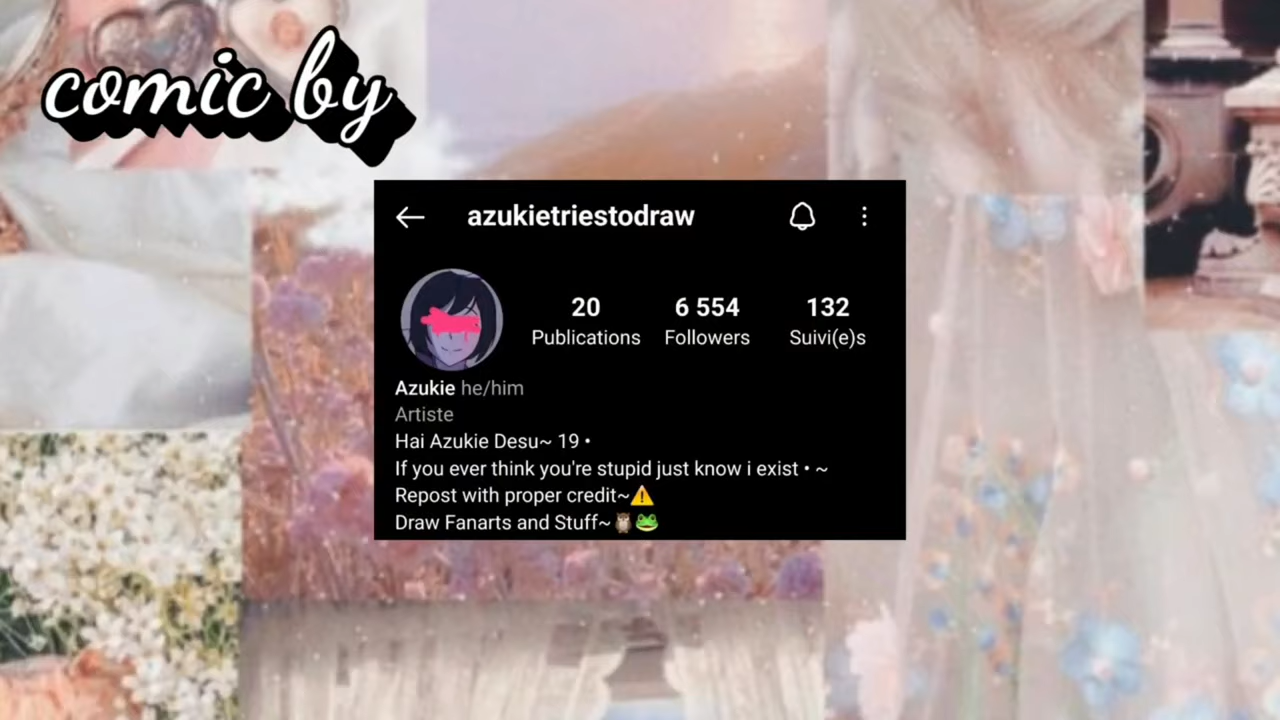 comic by
azukietriestodraw
20 6 554 132
Publications Followers Suivi(e)s
Azukie he/him
Artiste
Hai Azukie Desu~ 19 •
If you ever think you're stupid just know i exist • ~
Repost with proper credit~⚠️
Draw Fanarts and Stuff~🦉🐸